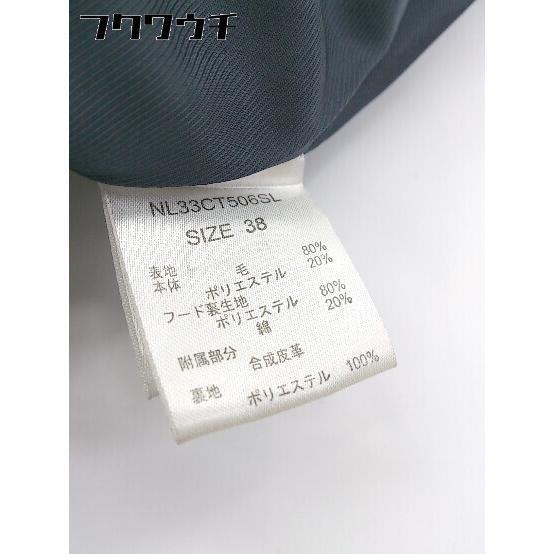 フクワウチ
NL33CT506SL
SIZE 38
表地 毛 80%
本体 ポリエステル 20%
フード裏生地
ポリエステル 80%
綿 20%
附属部分 合成皮革
裏地 ポリエステル 100%